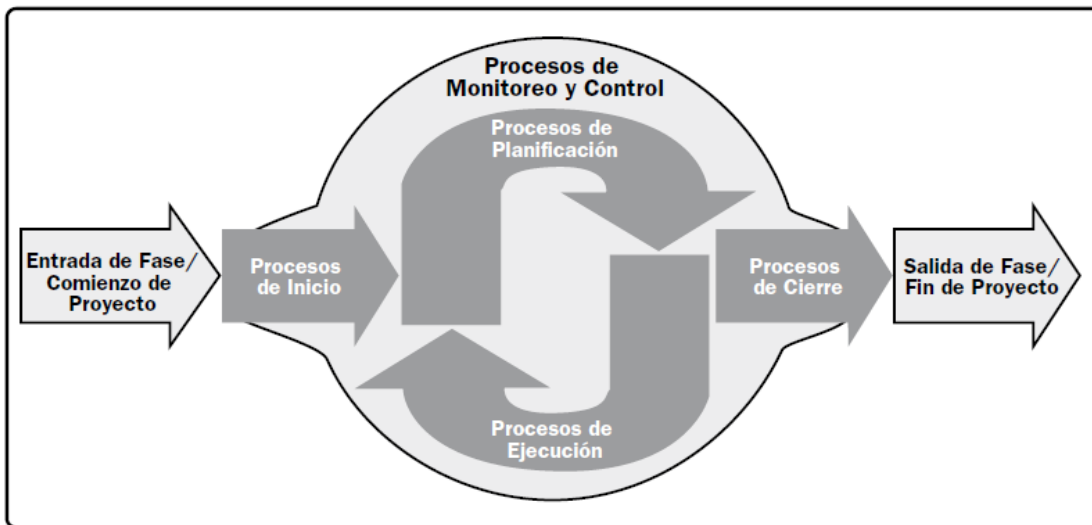 Procesos de
Monitoreo y Control
Procesos de
Planificación
Entrada de Fase/
Comienzo de
Proyecto
Procesos
de Inicio
Procesos
de Cierre
Salida de Fase/
Fin de Proyecto
Procesos de
Ejecución